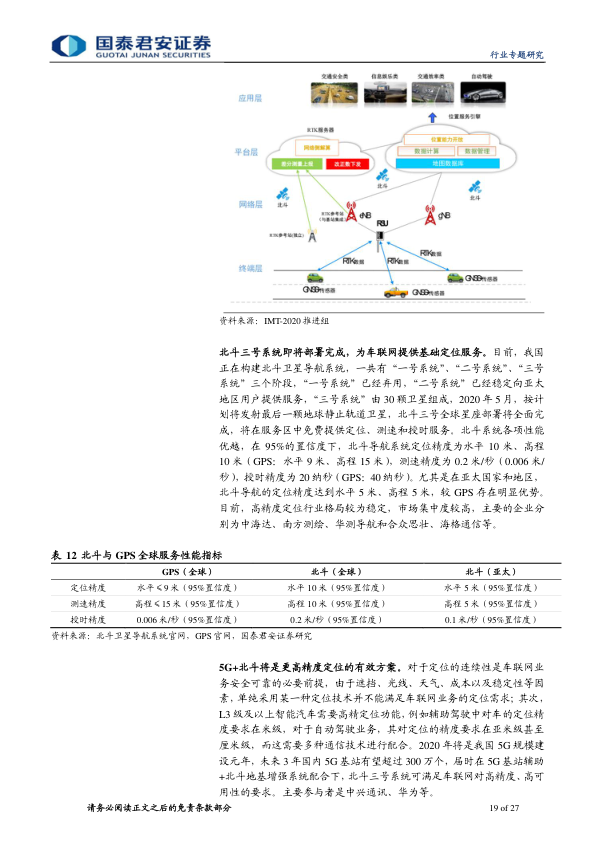 国泰君安证券
GUOTAI JUNAN SECURITIES
行业专题研究
交通安全类 信息娱乐类 交通效率类 自动驾驶
应用层
位置服务引擎
RTK服务器
位置能力开放
网络侧解算
平台层
数据计算 数据管理
差分测量上报 改正数下发
地图数据库
北斗
网络层
北斗
北斗
RTK参考站
(与基站集成)
eNB
gNB
RSU
RTK参考站(独立)
RTK数据
RTK数据
RTK数据
终端层
GNSS+传感器
GNSS+传感器
GNSS+传感器
资料来源：IMT-2020 推进组
北斗三号系统即将部署完成，为车联网提供基础定位服务。目前，我国
正在构建北斗卫星导航系统，一共有“一号系统”、“二号系统”、“三号
系统”三个阶段，“一号系统”已经弃用，“二号系统”已经稳定向亚太
地区用户提供服务，“三号系统”由 30 颗卫星组成，2020 年 5 月，按计
划将发射最后一颗地球静止轨道卫星，北斗三号全球星座部署将全面完
成，将在服务区中免费提供定位、测速和授时服务。北斗系统各项性能
优越，在 95%的置信度下，北斗导航系统定位精度为水平 10 米、高程
10 米（GPS：水平 9 米、高程 15 米），测速精度为 0.2 米/秒（0.006 米/
秒），授时精度为 20 纳秒（GPS：40 纳秒）。尤其是在亚太国家和地区，
北斗导航的定位精度达到水平 5 米、高程 5 米，较 GPS 存在明显优势。
目前，高精度定位行业格局较为稳定，市场集中度较高，主要的企业分
别为中海达、南方测绘、华测导航和合众思壮、海格通信等。
表 12 北斗与 GPS 全球服务性能指标
GPS（全球） 北斗（全球） 北斗（亚太）
定位精度 水平≤9 米（95%置信度） 水平 10 米（95%置信度） 水平 5 米（95%置信度）
测速精度 高程≤15 米（95%置信度） 高程 10 米（95%置信度） 高程 5 米（95%置信度）
授时精度 0.006 米/秒（95%置信度） 0.2 米/秒（95%置信度） 0.1 米/秒（95%置信度）
资料来源：北斗卫星导航系统官网，GPS 官网，国泰君安证券研究
5G+北斗将是更高精度定位的有效方案。对于定位的连续性是车联网业
务安全可靠的必要前提，由于遮挡、光线、天气、成本以及稳定性等因
素，单纯采用某一种定位技术并不能满足车联网业务的定位需求；其次，
L3 级及以上智能汽车需要高精定位功能，例如辅助驾驶中对车的定位精
度要求在米级，对于自动驾驶业务，其对定位的精度要求在亚米级甚至
厘米级，而这需要多种通信技术进行配合。2020 年将是我国 5G 规模建
设元年，未来 3 年国内 5G 基站有望超过 300 万个，届时在 5G 基站辅助
+北斗地基增强系统配合下，北斗三号系统可满足车联网对高精度、高可
用性的要求。主要参与者是中兴通讯、华为等。
请务必阅读正文之后的免责条款部分
19 of 27